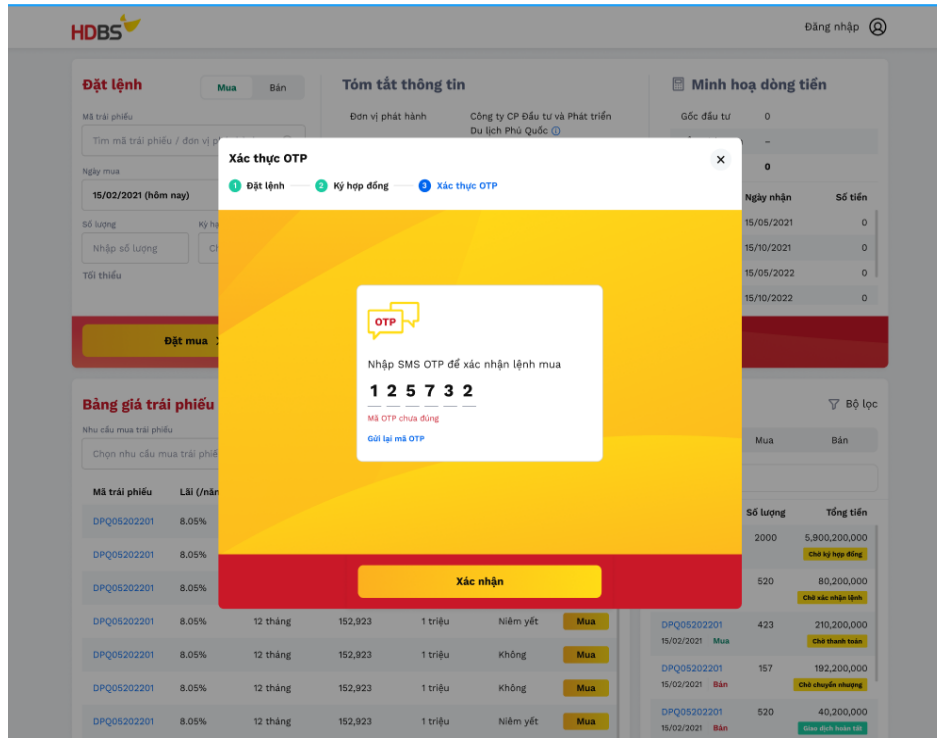 HDBS
Đăng nhập
Đặt lệnh
Mua
Bán
Mã trái phiếu
Tìm mã trái phiếu / đơn vị
Ngày mua
15/02/2021 (hôm nay)
Số lượng
Nhập số lượng
Tối thiểu
Đặt mua
Tóm tắt thông tin
Đơn vị phát hành
Công ty CP Đầu tư và Phát triển
Du lịch Phú Quốc
Minh hoạ dòng tiền
Gốc đầu tư 0
–
0
Ngày nhận Số tiền
15/05/2021 0
15/10/2021 0
15/05/2022 0
15/10/2022 0
Xác thực OTP
1 Đặt lệnh 2 Ký hợp đồng 3 Xác thực OTP
OTP
Nhập SMS OTP để xác nhận lệnh mua
1 2 5 7 3 2
Mã OTP chưa đúng
Gửi lại mã OTP
Xác nhận
Bảng giá trái phiếu
Nhu cầu mua trái phiếu
Chọn nhu cầu mua trái
Mã trái phiếu Lãi
DPQ05202201 8.05%
DPQ05202201 8.05%
DPQ05202201 8.05%
DPQ05202201 8.05% 12 tháng 152,923 1 triệu Niêm yết Mua
DPQ05202201 8.05% 12 tháng 152,923 1 triệu Không Mua
DPQ05202201 8.05% 12 tháng 152,923 1 triệu Không Mua
DPQ05202201 8.05% 12 tháng 152,923 1 triệu Niêm yết Mua
Bộ lọc
Mua Bán
Số lượng Tổng tiền
2000 5,900,200,000
Chờ ký hợp đồng
520 80,200,000
Chờ xác nhận lệnh
DPQ05202201 423 210,200,000
15/02/2021 Mua Chờ thanh toán
DPQ05202201 157 192,200,000
15/02/2021 Bán Chờ chuyển nhượng
DPQ05202201 520 40,200,000
15/02/2021 Bán Giao dịch hoàn tất